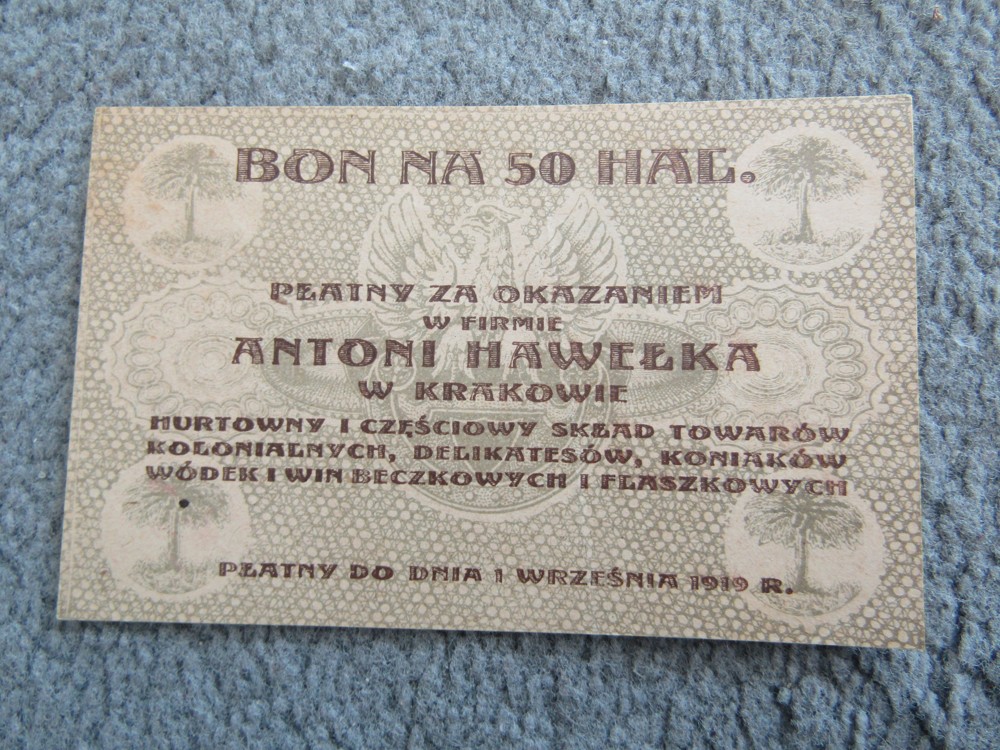 BON NA 50 HAL.
PŁATNY ZA OKAZANIEM
W FIRMIE
ANTONI HAWEŁKA
W KRAKOWIE
HURTOWNY I CZĘŚCIOWY SKŁAD TOWARÓW
KOLONIALNYCH, DELIKATESÓW, KONIAKÓW
WÓDEK I WIN BECZKOWYCH I FLASZKOWYCH
PŁATNY DO DNIA 1 WRZEŚNIA 1919 R.